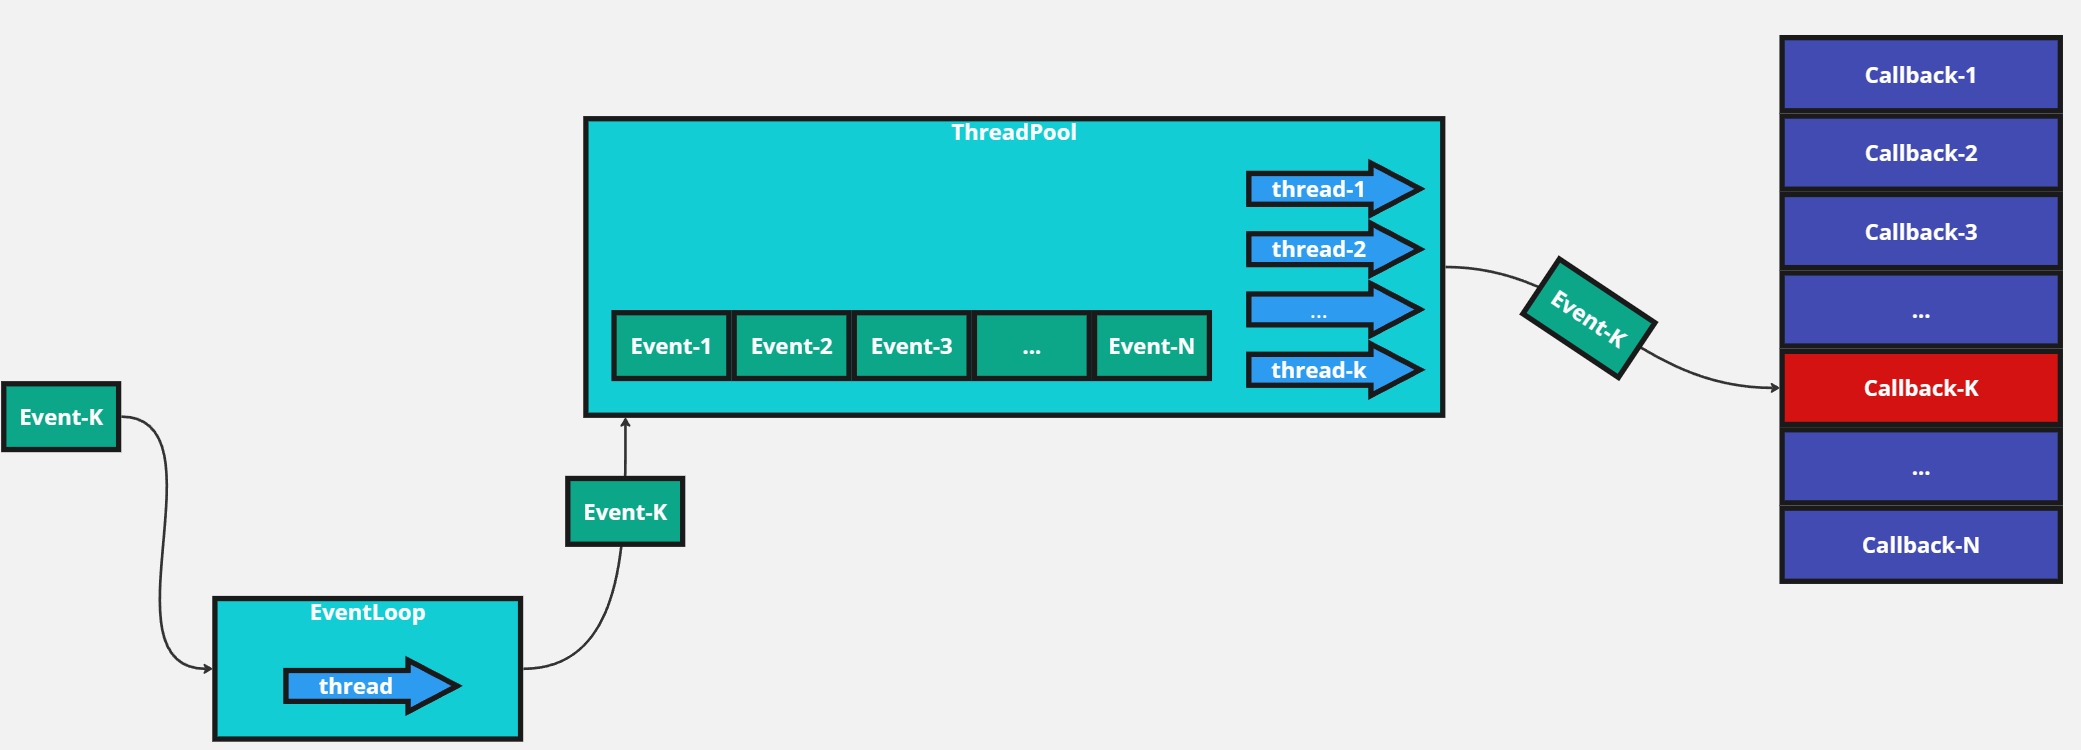 Event-K
EventLoop
thread
Event-K
ThreadPool
Event-1
Event-2
Event-3
...
Event-N
thread-1
thread-2
...
thread-k
Event-K
Callback-1
Callback-2
Callback-3
...
Callback-K
...
Callback-N